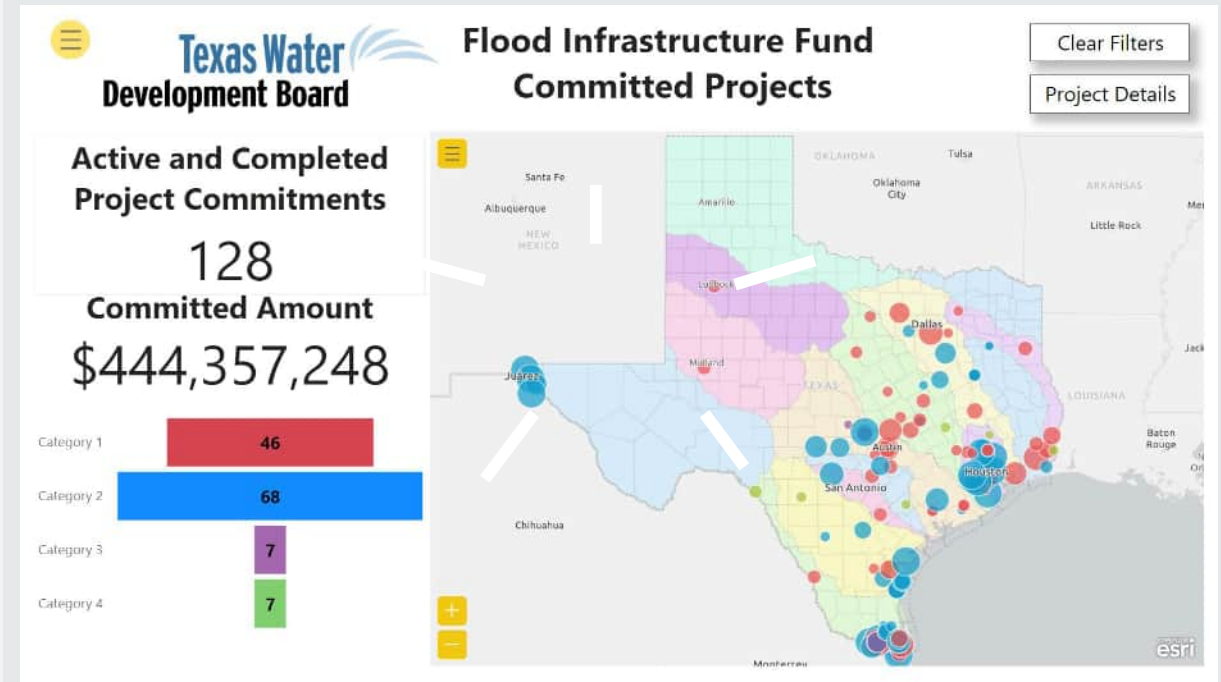 Texas Water
Development Board
Flood Infrastructure Fund
Committed Projects
Clear Filters
Project Details
Active and Completed
Project Commitments
128
Committed Amount
$444,357,248
Category 1
46
Category 2
68
Category 3
7
Category 4
7
OKLAHOMA
Tulsa
Santa Fe
Oklahoma
City
ARKANSAS
Amarillo
Albuquerque
Mem
Little Rock
NEW
MEXICO
Lubbock
Dallas
Jack
Midland
Juárez
TEXAS
LOUISIANA
Baton
Rouge
Austin
Houston
San Antonio
Chihuahua
+
−
Monterrey
esri